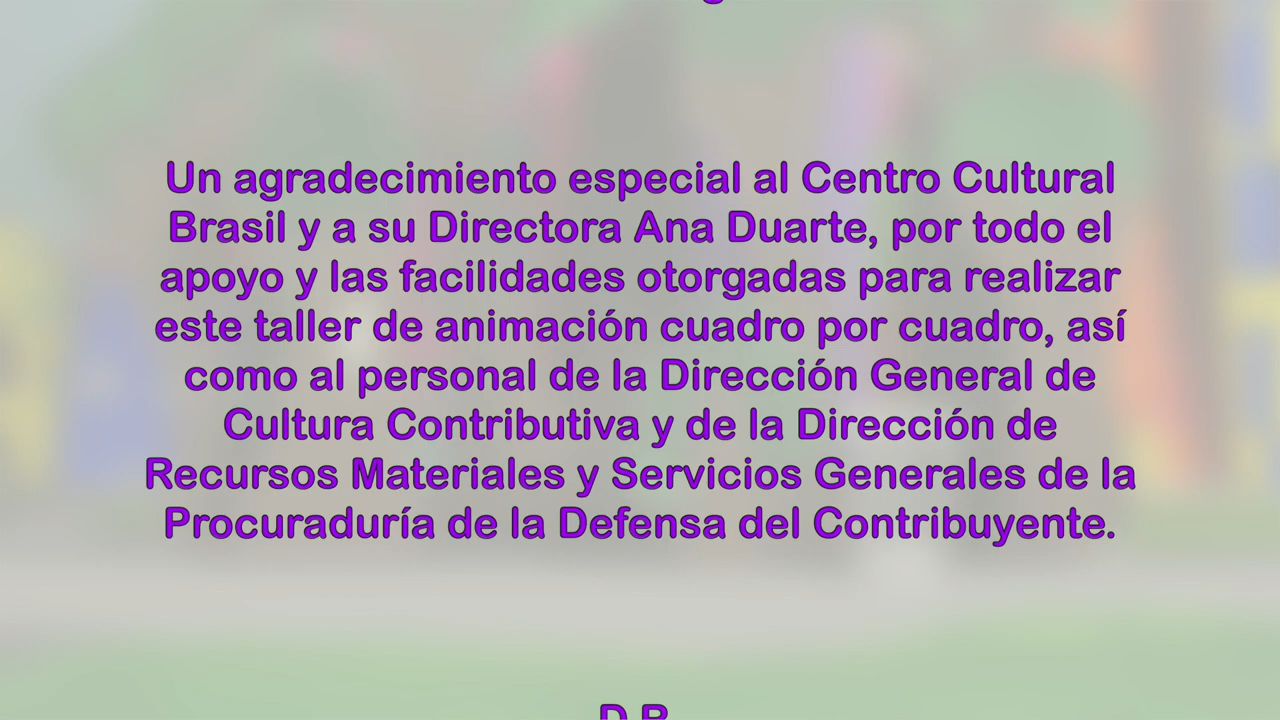 Un agradecimiento especial al Centro Cultural
Brasil y a su Directora Ana Duarte, por todo el
apoyo y las facilidades otorgadas para realizar
este taller de animación cuadro por cuadro, así
como al personal de la Dirección General de
Cultura Contributiva y de la Dirección de
Recursos Materiales y Servicios Generales de la
Procuraduría de la Defensa del Contribuyente.